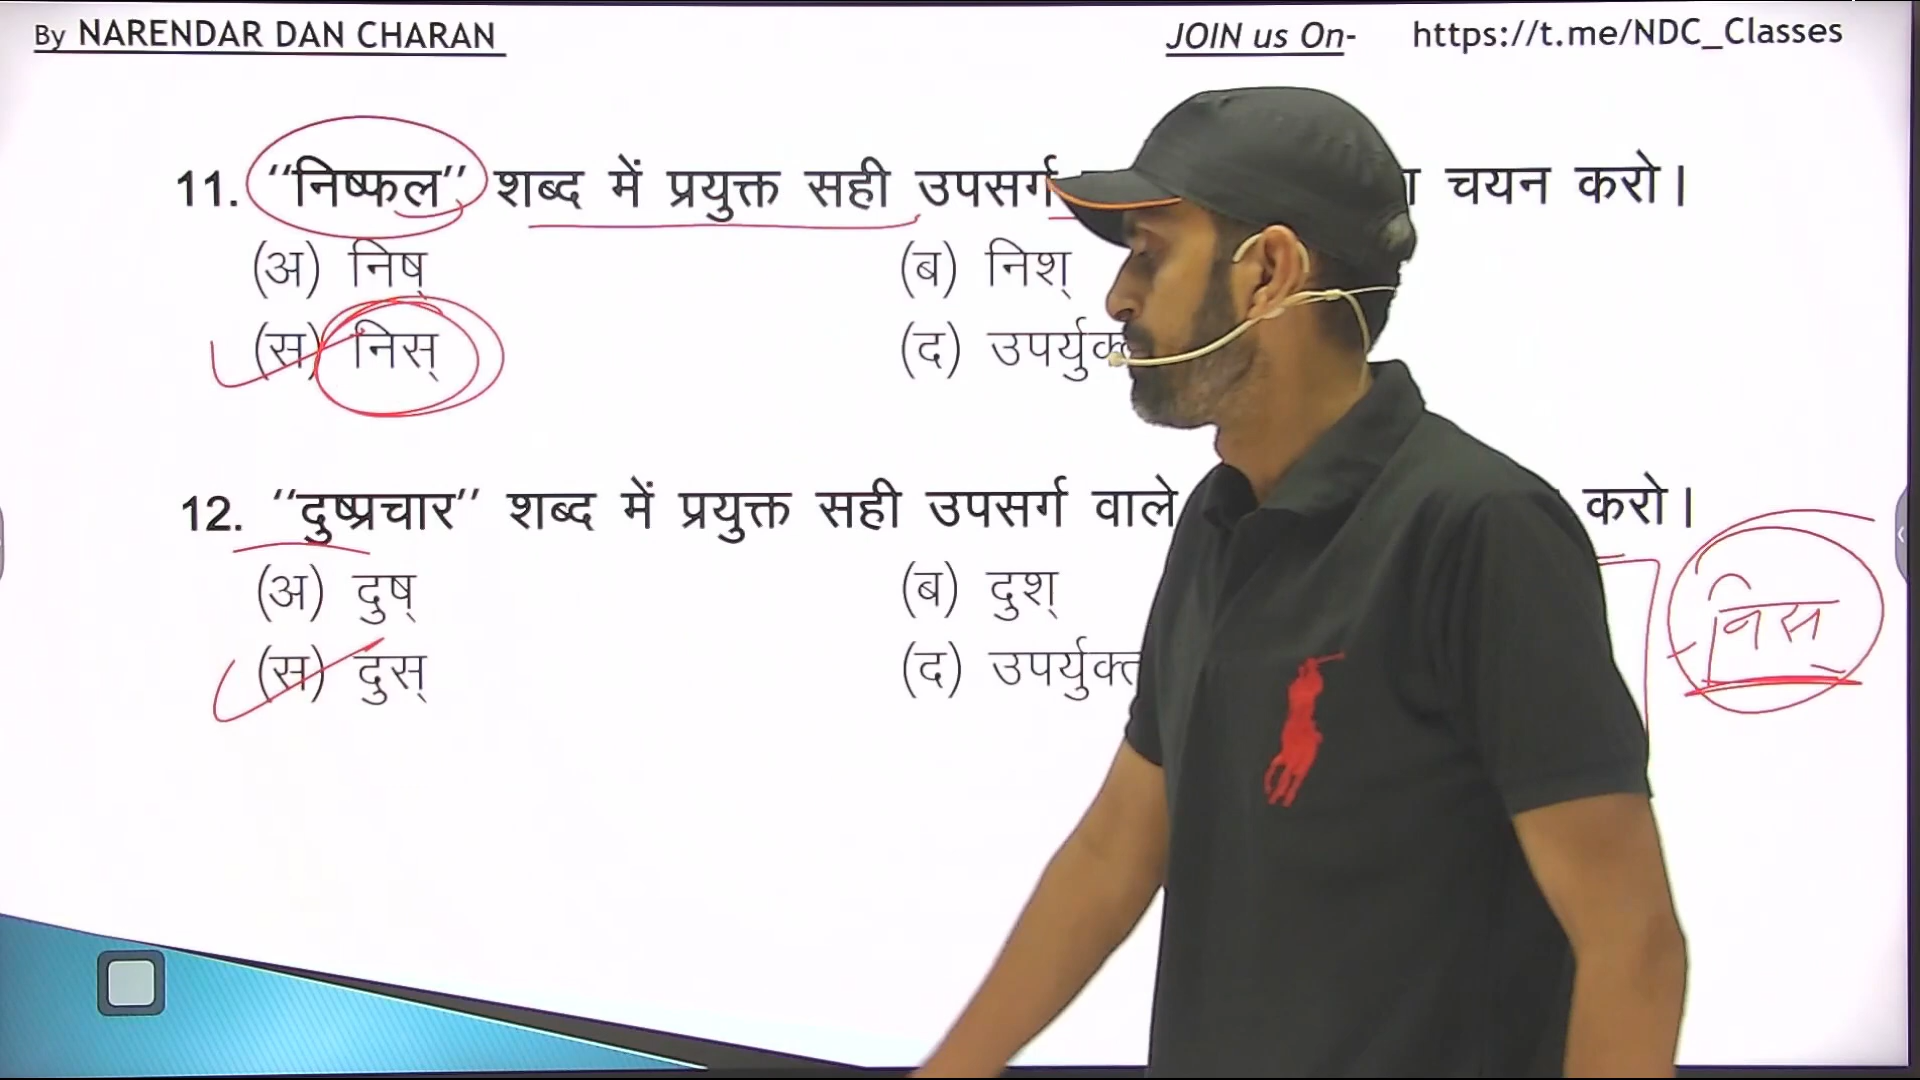 By NARENDAR DAN CHARAN
JOIN us On- https://t.me/NDC_Classes
11. "निष्फल" शब्द में प्रयुक्त सही उपसर्ग चयन करो।
(अ) निष् (ब) निश्
(स) निस् (द)
12. "दुष्प्रचार" शब्द में प्रयुक्त सही उपसर्ग वाले करो।
(अ) दुष् (ब) दुश्
निस
(स) दुस् (द) उपर्युक्त